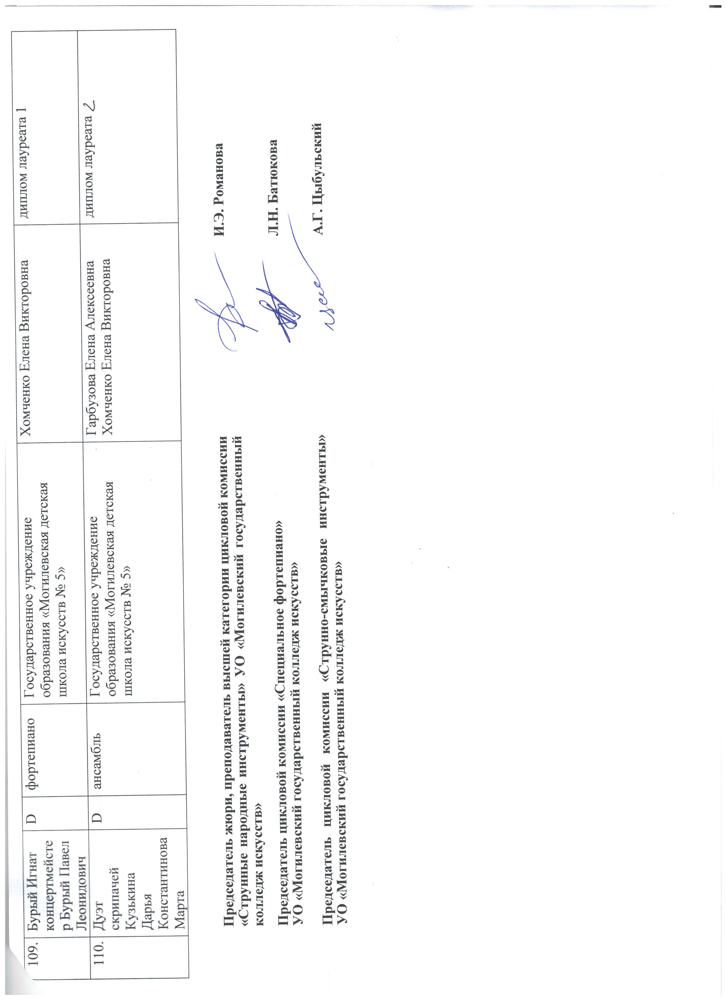 109.
Бурый Игнат
концертмейсте
р Бурый Павел
Леонидович
D
фортепиано
Государственное учреждение
образования «Могилевская детская
школа искусств № 5»
Хомченко Елена Викторовна
диплом лауреата 1
110.
Дуэт
скрипачей
Кузькина
Дарья
Константинова
Марта
D
ансамбль
Государственное учреждение
образования «Могилевская детская
школа искусств № 5»
Гарбузова Елена Алексеевна
Хомченко Елена Викторовна
диплом лауреата 2
Председатель жюри, преподаватель высшей категории цикловой комиссии
«Струнные народные инструменты» УО «Могилевский государственный
колледж искусств»
И.Э. Романова
Председатель цикловой комиссии «Специальное фортепиано»
УО «Могилевский государственный колледж искусств»
Л.Н. Батюкова
Председатель цикловой комиссии «Струнно-смычковые инструменты»
УО «Могилевский государственный колледж искусств»
А.Г. Цыбульский